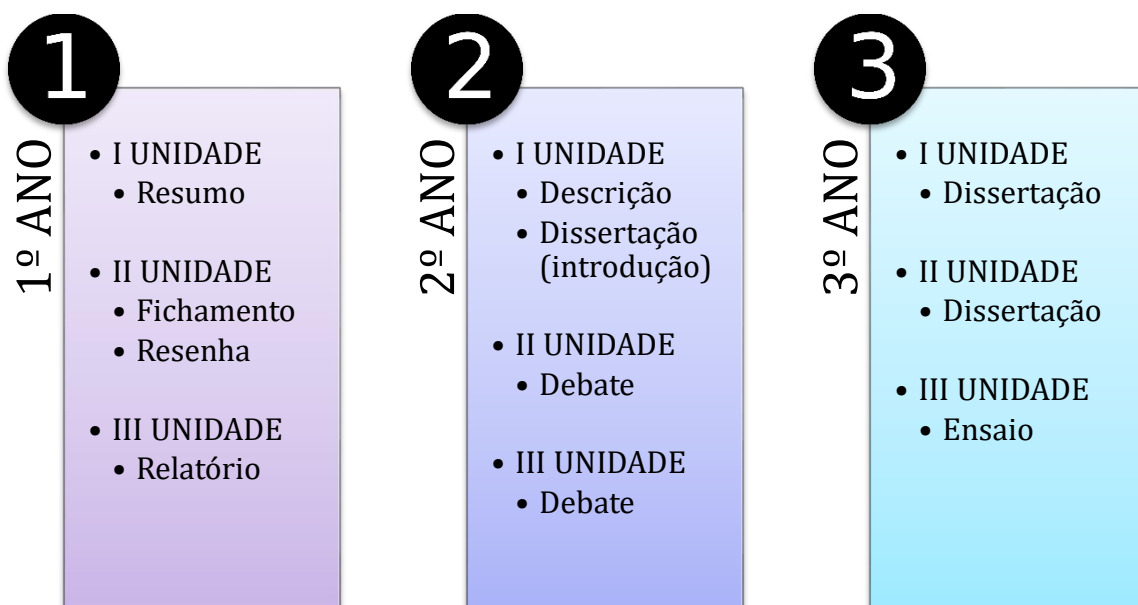 1
1º ANO
• I UNIDADE
• Resumo
• II UNIDADE
• Fichamento
• Resenha
• III UNIDADE
• Relatório
2
2º ANO
• I UNIDADE
• Descrição
• Dissertação
(introdução)
• II UNIDADE
• Debate
• III UNIDADE
• Debate
3
3º ANO
• I UNIDADE
• Dissertação
• II UNIDADE
• Dissertação
• III UNIDADE
• Ensaio